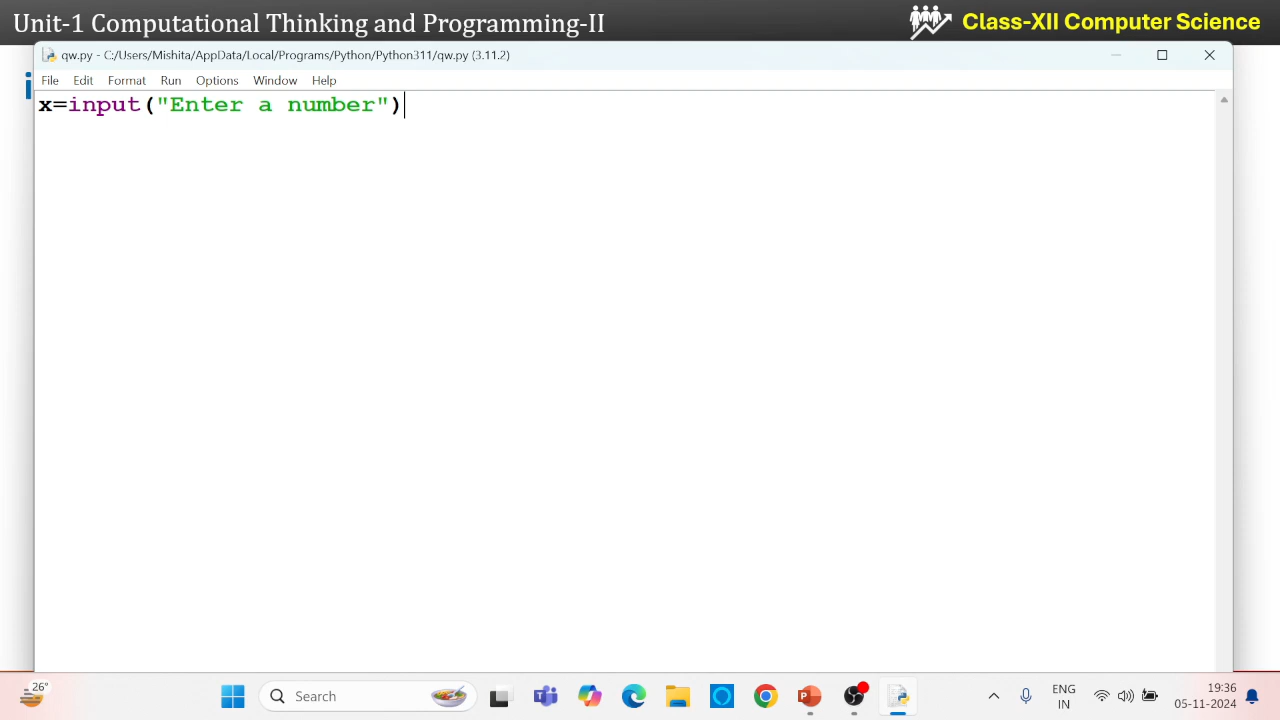 Unit-1 Computational Thinking and Programming-II
Class-XII Computer Science
qw.py - C:/Users/Mishita/AppData/Local/Programs/Python/Python311/qw.py (3.11.2)
File Edit Format Run Options Window Help
x=input("Enter a number")
26°
Search
ENG
IN
19:36
05-11-2024